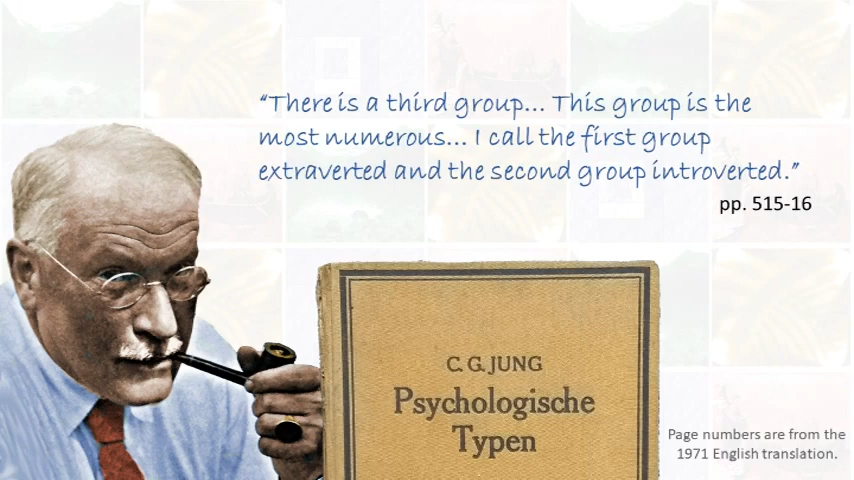 “There is a third group... This group is the
most numerous... I call the first group
extraverted and the second group introverted.”
pp. 515-16
C. G. JUNG
Psychologische
Typen
Page numbers are from the
1971 English translation.